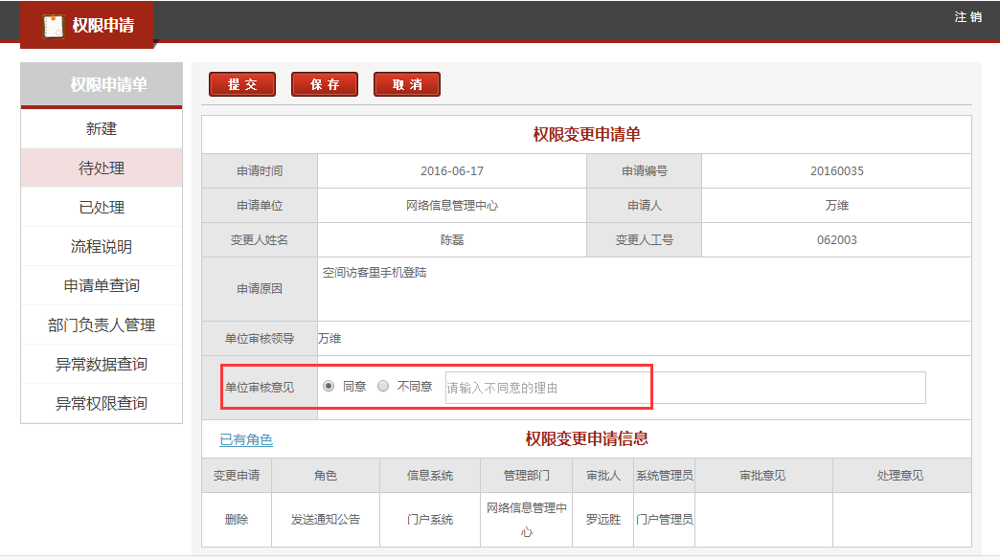 权限申请
注 销
权限申请单
新建
待处理
已处理
流程说明
申请单查询
部门负责人管理
异常数据查询
异常权限查询
提 交 保 存 取 消
权限变更申请单
申请时间 2016-06-17 申请编号 20160035
申请单位 网络信息管理中心 申请人 万维
变更人姓名 陈磊 变更人工号 062003
申请原因 空间访客里手机登陆
单位审核领导 万维
单位审核意见 同意 不同意 请输入不同意的理由
已有角色 权限变更申请信息
变更申请 角色 信息系统 管理部门 审批人 系统管理员 审批意见 处理意见
删除 发送通知公告 门户系统 网络信息管理中 罗远胜 门户管理员
心